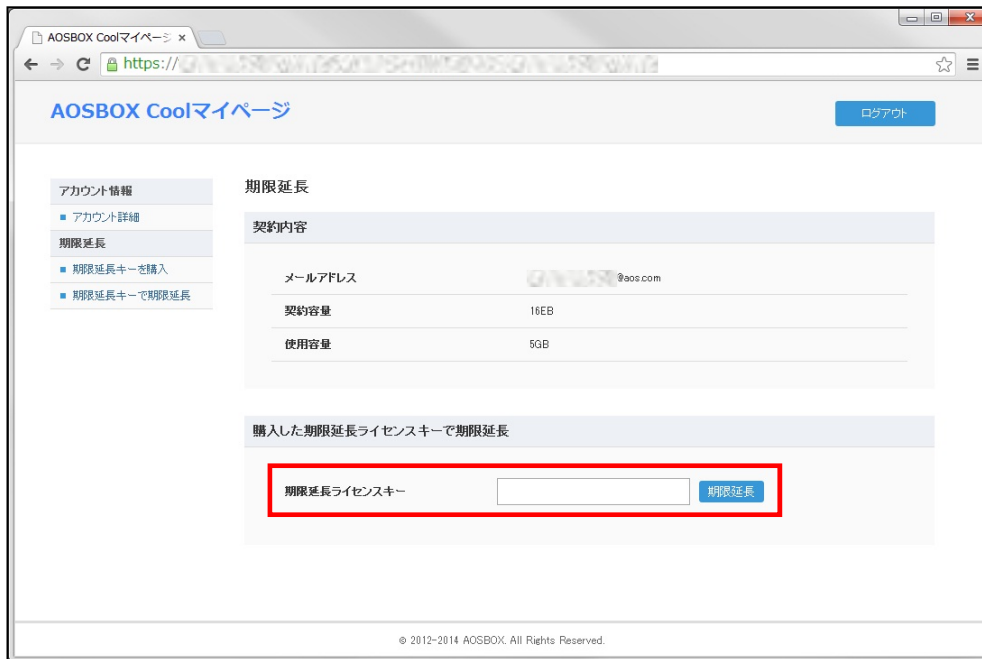 AOSBOX Coolマイページ
https://
AOSBOX Coolマイページ
ログアウト
アカウント情報
アカウント詳細
期限延長
期限延長キーを購入
期限延長キーで期限延長
期限延長
契約内容
メールアドレス @aos.com
契約容量 16EB
使用容量 5GB
購入した期限延長ライセンスキーで期限延長
期限延長ライセンスキー 期限延長
© 2012-2014 AOSBOX. All Rights Reserved.